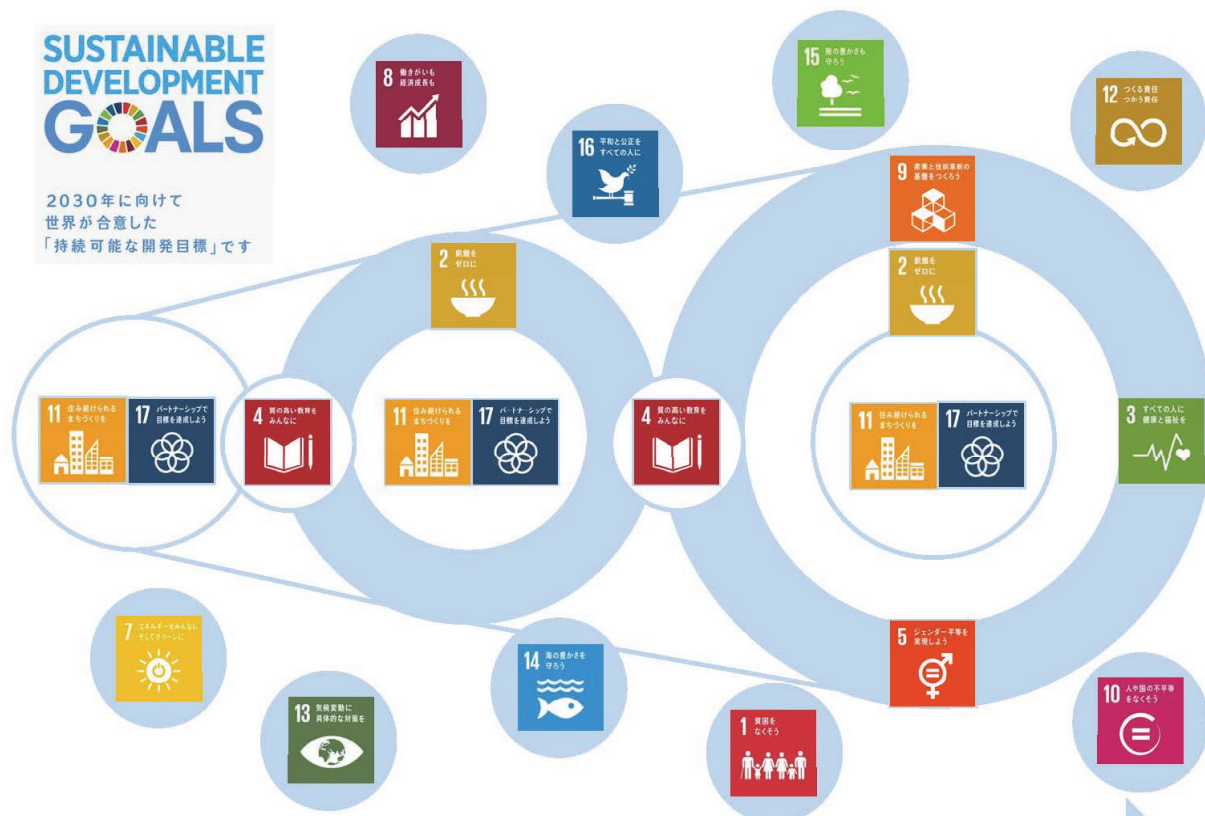 SUSTAINABLE
DEVELOPMENT
GOALS
2030年に向けて
世界が合意した
「持続可能な開発目標」です
8 働きがいも
経済成長も
15 陸の豊かさも
守ろう
12 つくる責任
つかう責任
16 平和と公正を
すべての人に
9 産業と技術革新の
基盤をつくろう
2 飢餓を
ゼロに
2 飢餓を
ゼロに
11 住み続けられる
まちづくりを
17 パートナーシップで
目標を達成しよう
4 質の高い教育を
みんなに
11 住み続けられる
まちづくりを
17 パートナーシップで
目標を達成しよう
4 質の高い教育を
みんなに
11 住み続けられる
まちづくりを
17 パートナーシップで
目標を達成しよう
3 すべての人に
健康と福祉を
7 エネルギーをみんなに
そしてクリーンに
14 海の豊かさを
守ろう
5 ジェンダー平等を
実現しよう
10 人や国の不平等
をなくそう
13 気候変動に
具体的な対策を
1 貧困を
なくそう